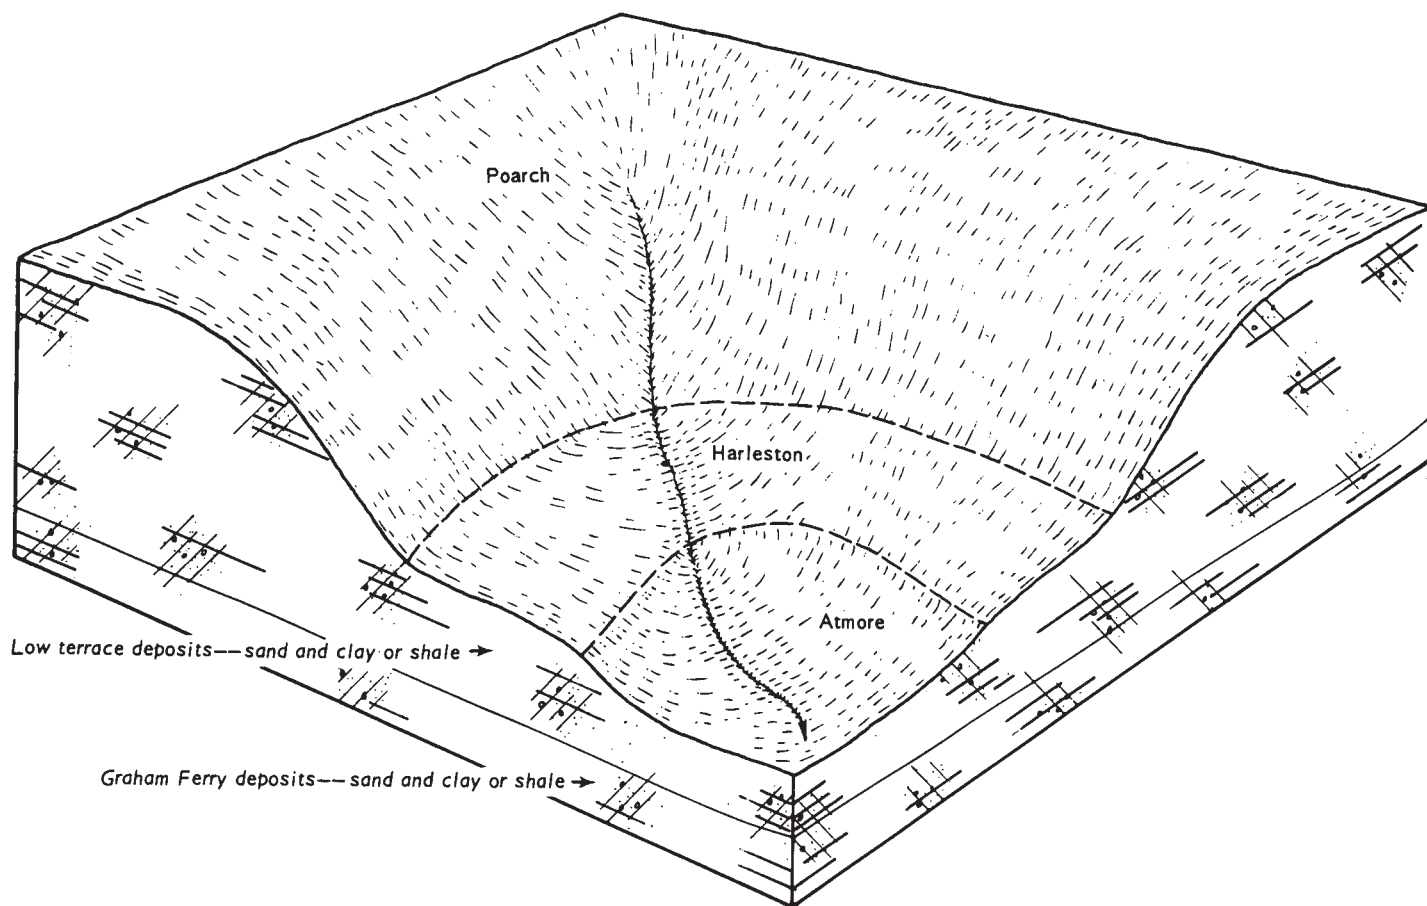 Poarch
Harleston
Atmore
Low terrace deposits——sand and clay or shale →
Graham Ferry deposits——sand and clay or shale →